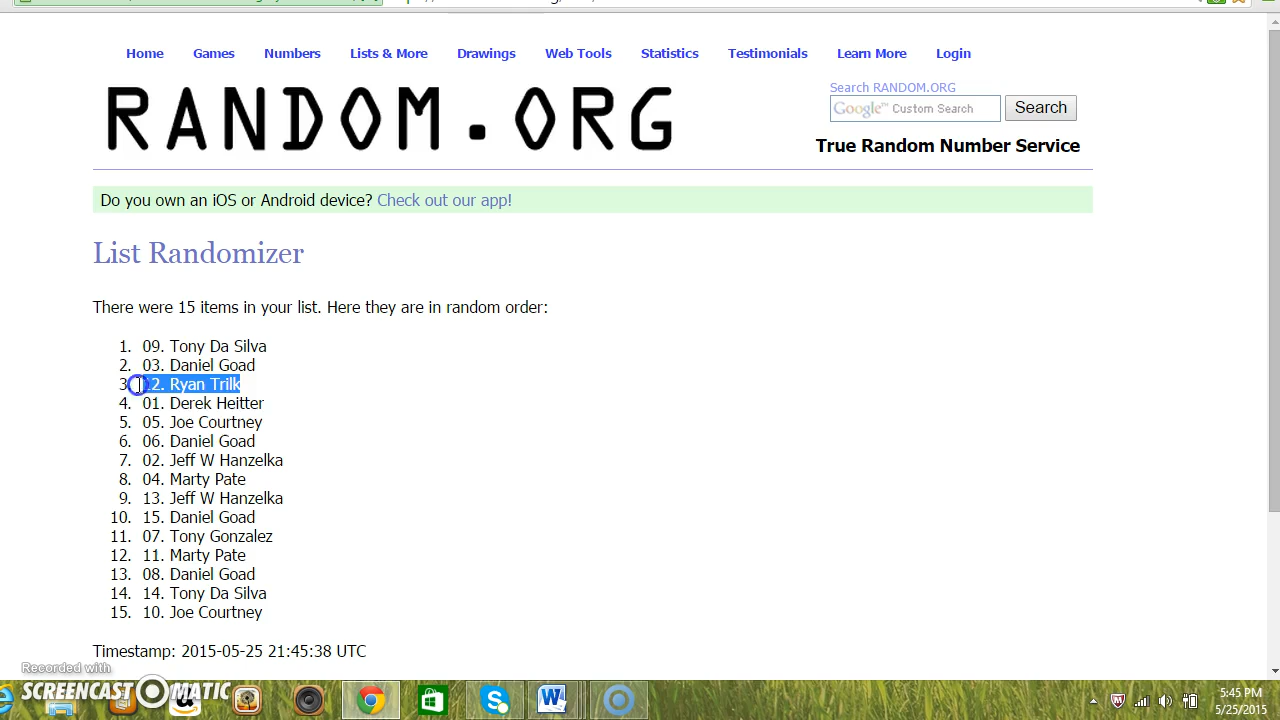 Home Games Numbers Lists & More Drawings Web Tools Statistics Testimonials Learn More Login
RANDOM.ORG
Search RANDOM.ORG
Google™ Custom Search Search
True Random Number Service
Do you own an iOS or Android device? Check out our app!
List Randomizer
There were 15 items in your list. Here they are in random order:
1. 09. Tony Da Silva
2. 03. Daniel Goad
3. 12. Ryan Trilk
4. 01. Derek Heitter
5. 05. Joe Courtney
6. 06. Daniel Goad
7. 02. Jeff W Hanzelka
8. 04. Marty Pate
9. 13. Jeff W Hanzelka
10. 15. Daniel Goad
11. 07. Tony Gonzalez
12. 11. Marty Pate
13. 08. Daniel Goad
14. 14. Tony Da Silva
15. 10. Joe Courtney
Timestamp: 2015-05-25 21:45:38 UTC
Recorded with
SCREENCAST MATIC
5:45 PM
5/25/2015